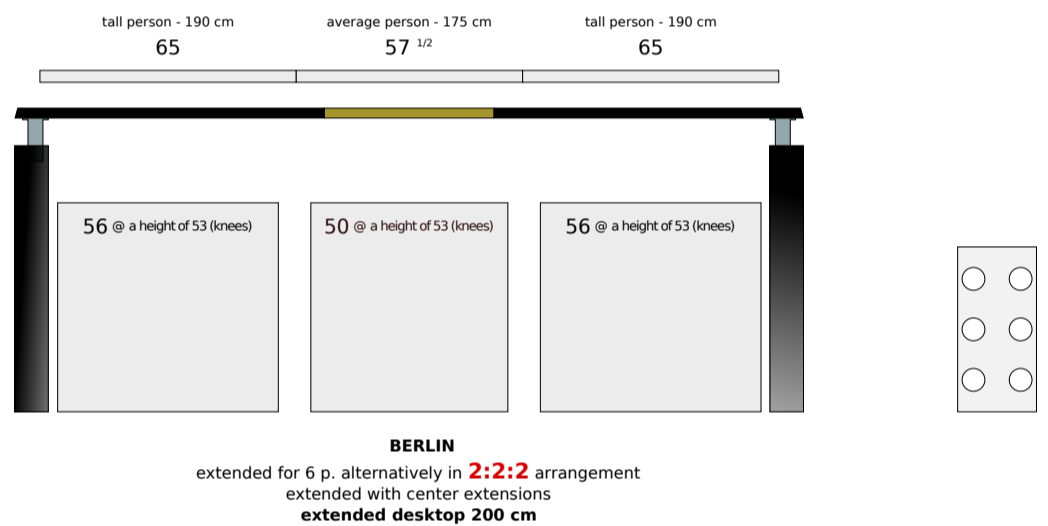 tall person - 190 cm
average person - 175 cm
tall person - 190 cm
65
57 1/2
65
56 @ a height of 53 (knees)
50 @ a height of 53 (knees)
56 @ a height of 53 (knees)
BERLIN
extended for 6 p. alternatively in 2:2:2 arrangement
extended with center extensions
extended desktop 200 cm